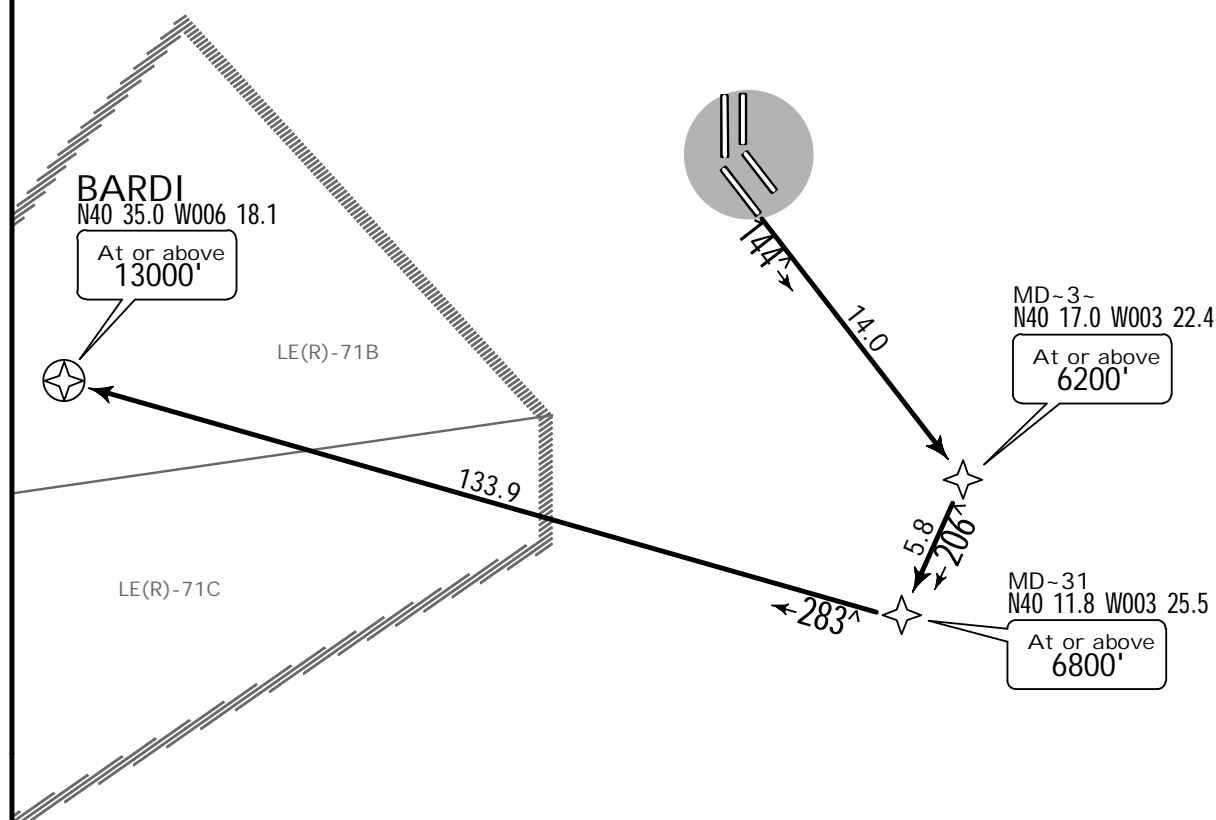 BARDI
N40 35.0 W006 18.1
At or above
13000'
LE(R)-71B
LE(R)-71C
144^
14.0
MD~3~
N40 17.0 W003 22.4
At or above
6200'
5.8
206^
133.9
283^
MD~31
N40 11.8 W003 25.5
At or above
6800'